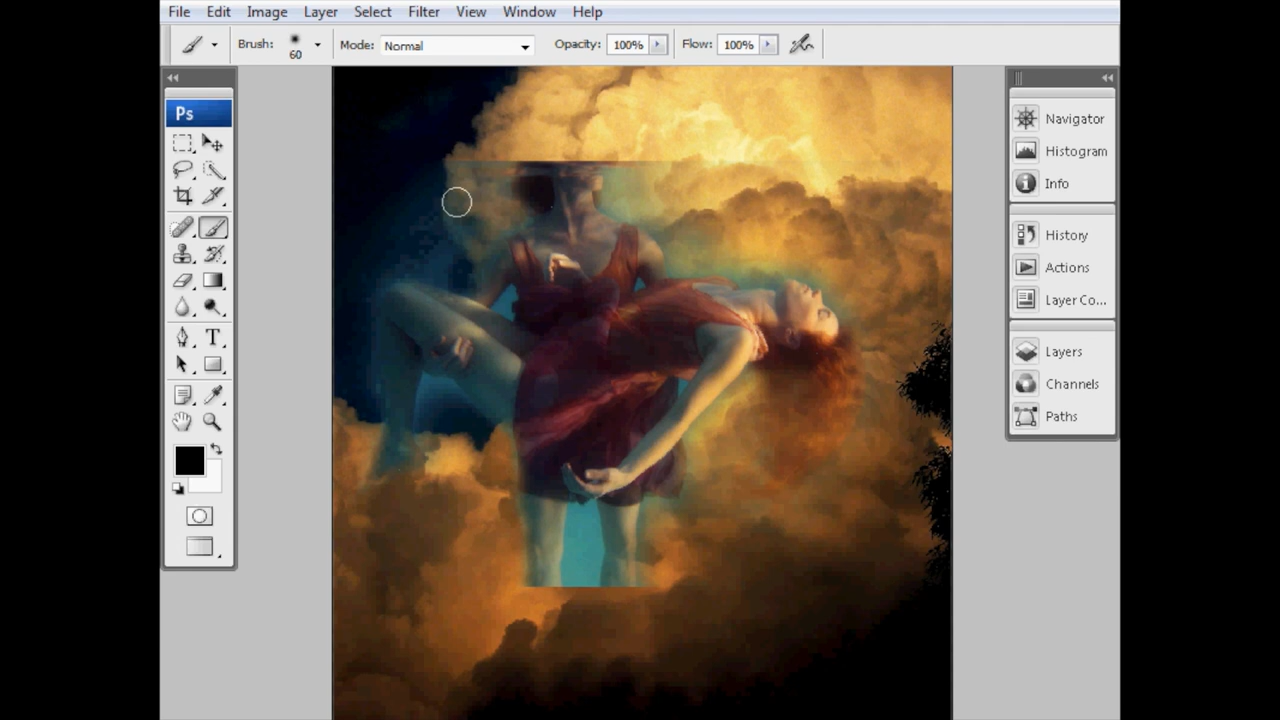 File Edit Image Layer Select Filter View Window Help
Brush: 60 Mode: Normal Opacity: 100% Flow: 100%
Ps
T
Navigator
Histogram
Info
History
Actions
Layer Co...
Layers
Channels
Paths